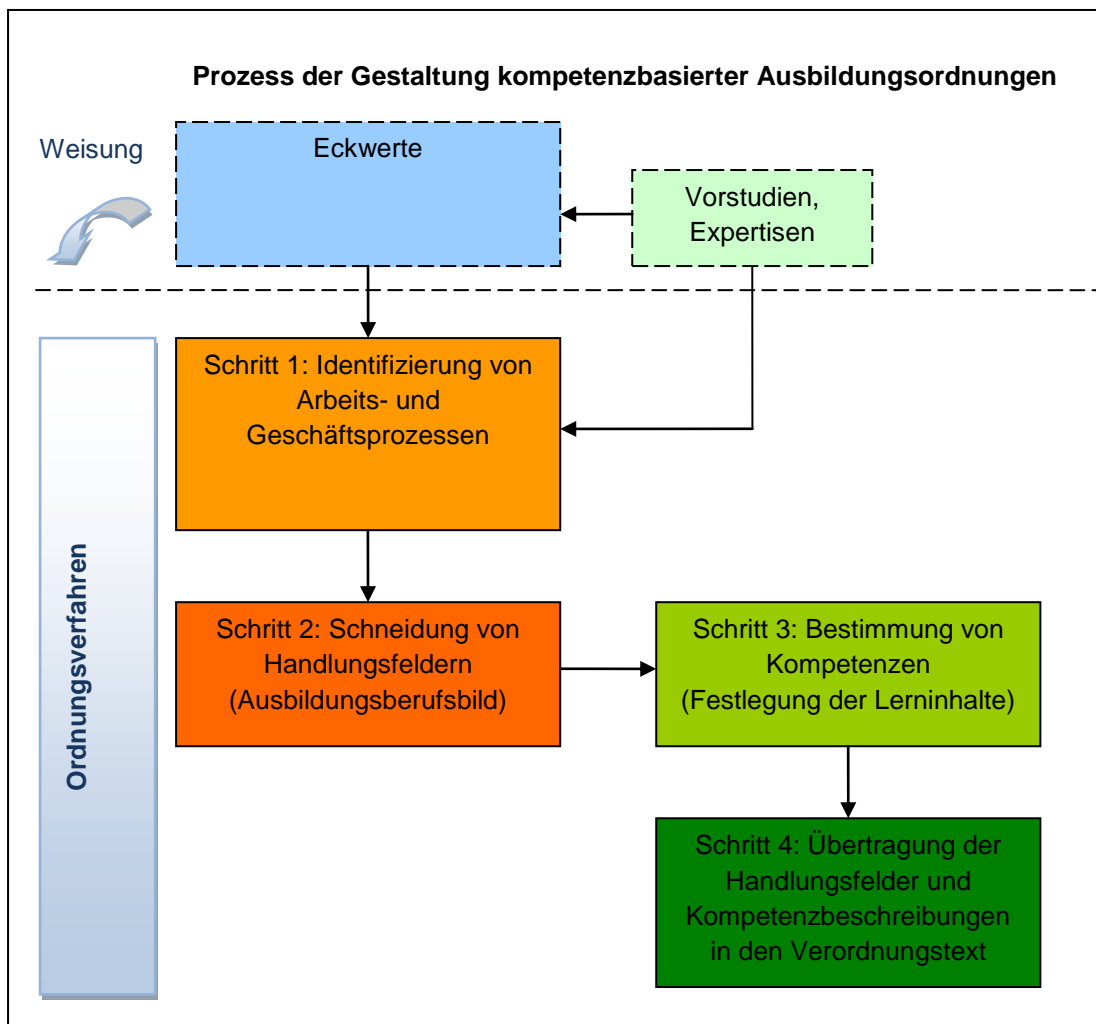 Prozess der Gestaltung kompetenzbasierter Ausbildungsordnungen
Weisung
Eckwerte
Vorstudien,
Expertisen
Ordnungsverfahren
Schritt 1: Identifizierung von
Arbeits- und
Geschäftsprozessen
Schritt 2: Schneidung von
Handlungsfeldern
(Ausbildungsberufsbild)
Schritt 3: Bestimmung von
Kompetenzen
(Festlegung der Lerninhalte)
Schritt 4: Übertragung der
Handlungsfelder und
Kompetenzbeschreibungen
in den Verordnungstext